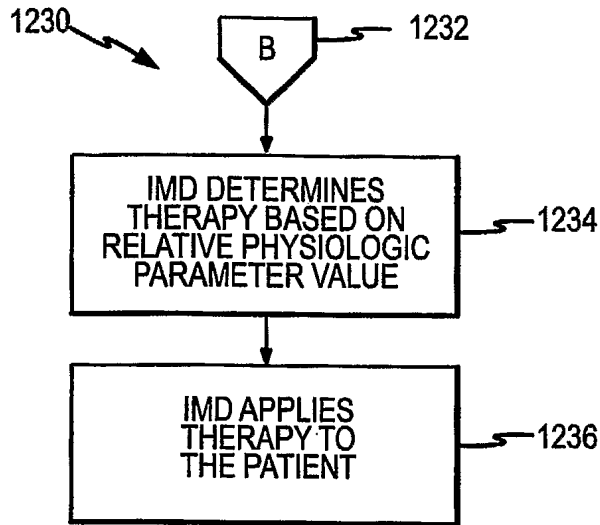 1230
B
1232
IMD DETERMINES
THERAPY BASED ON
RELATIVE PHYSIOLOGIC
PARAMETER VALUE
1234
IMD APPLIES
THERAPY TO
THE PATIENT
1236